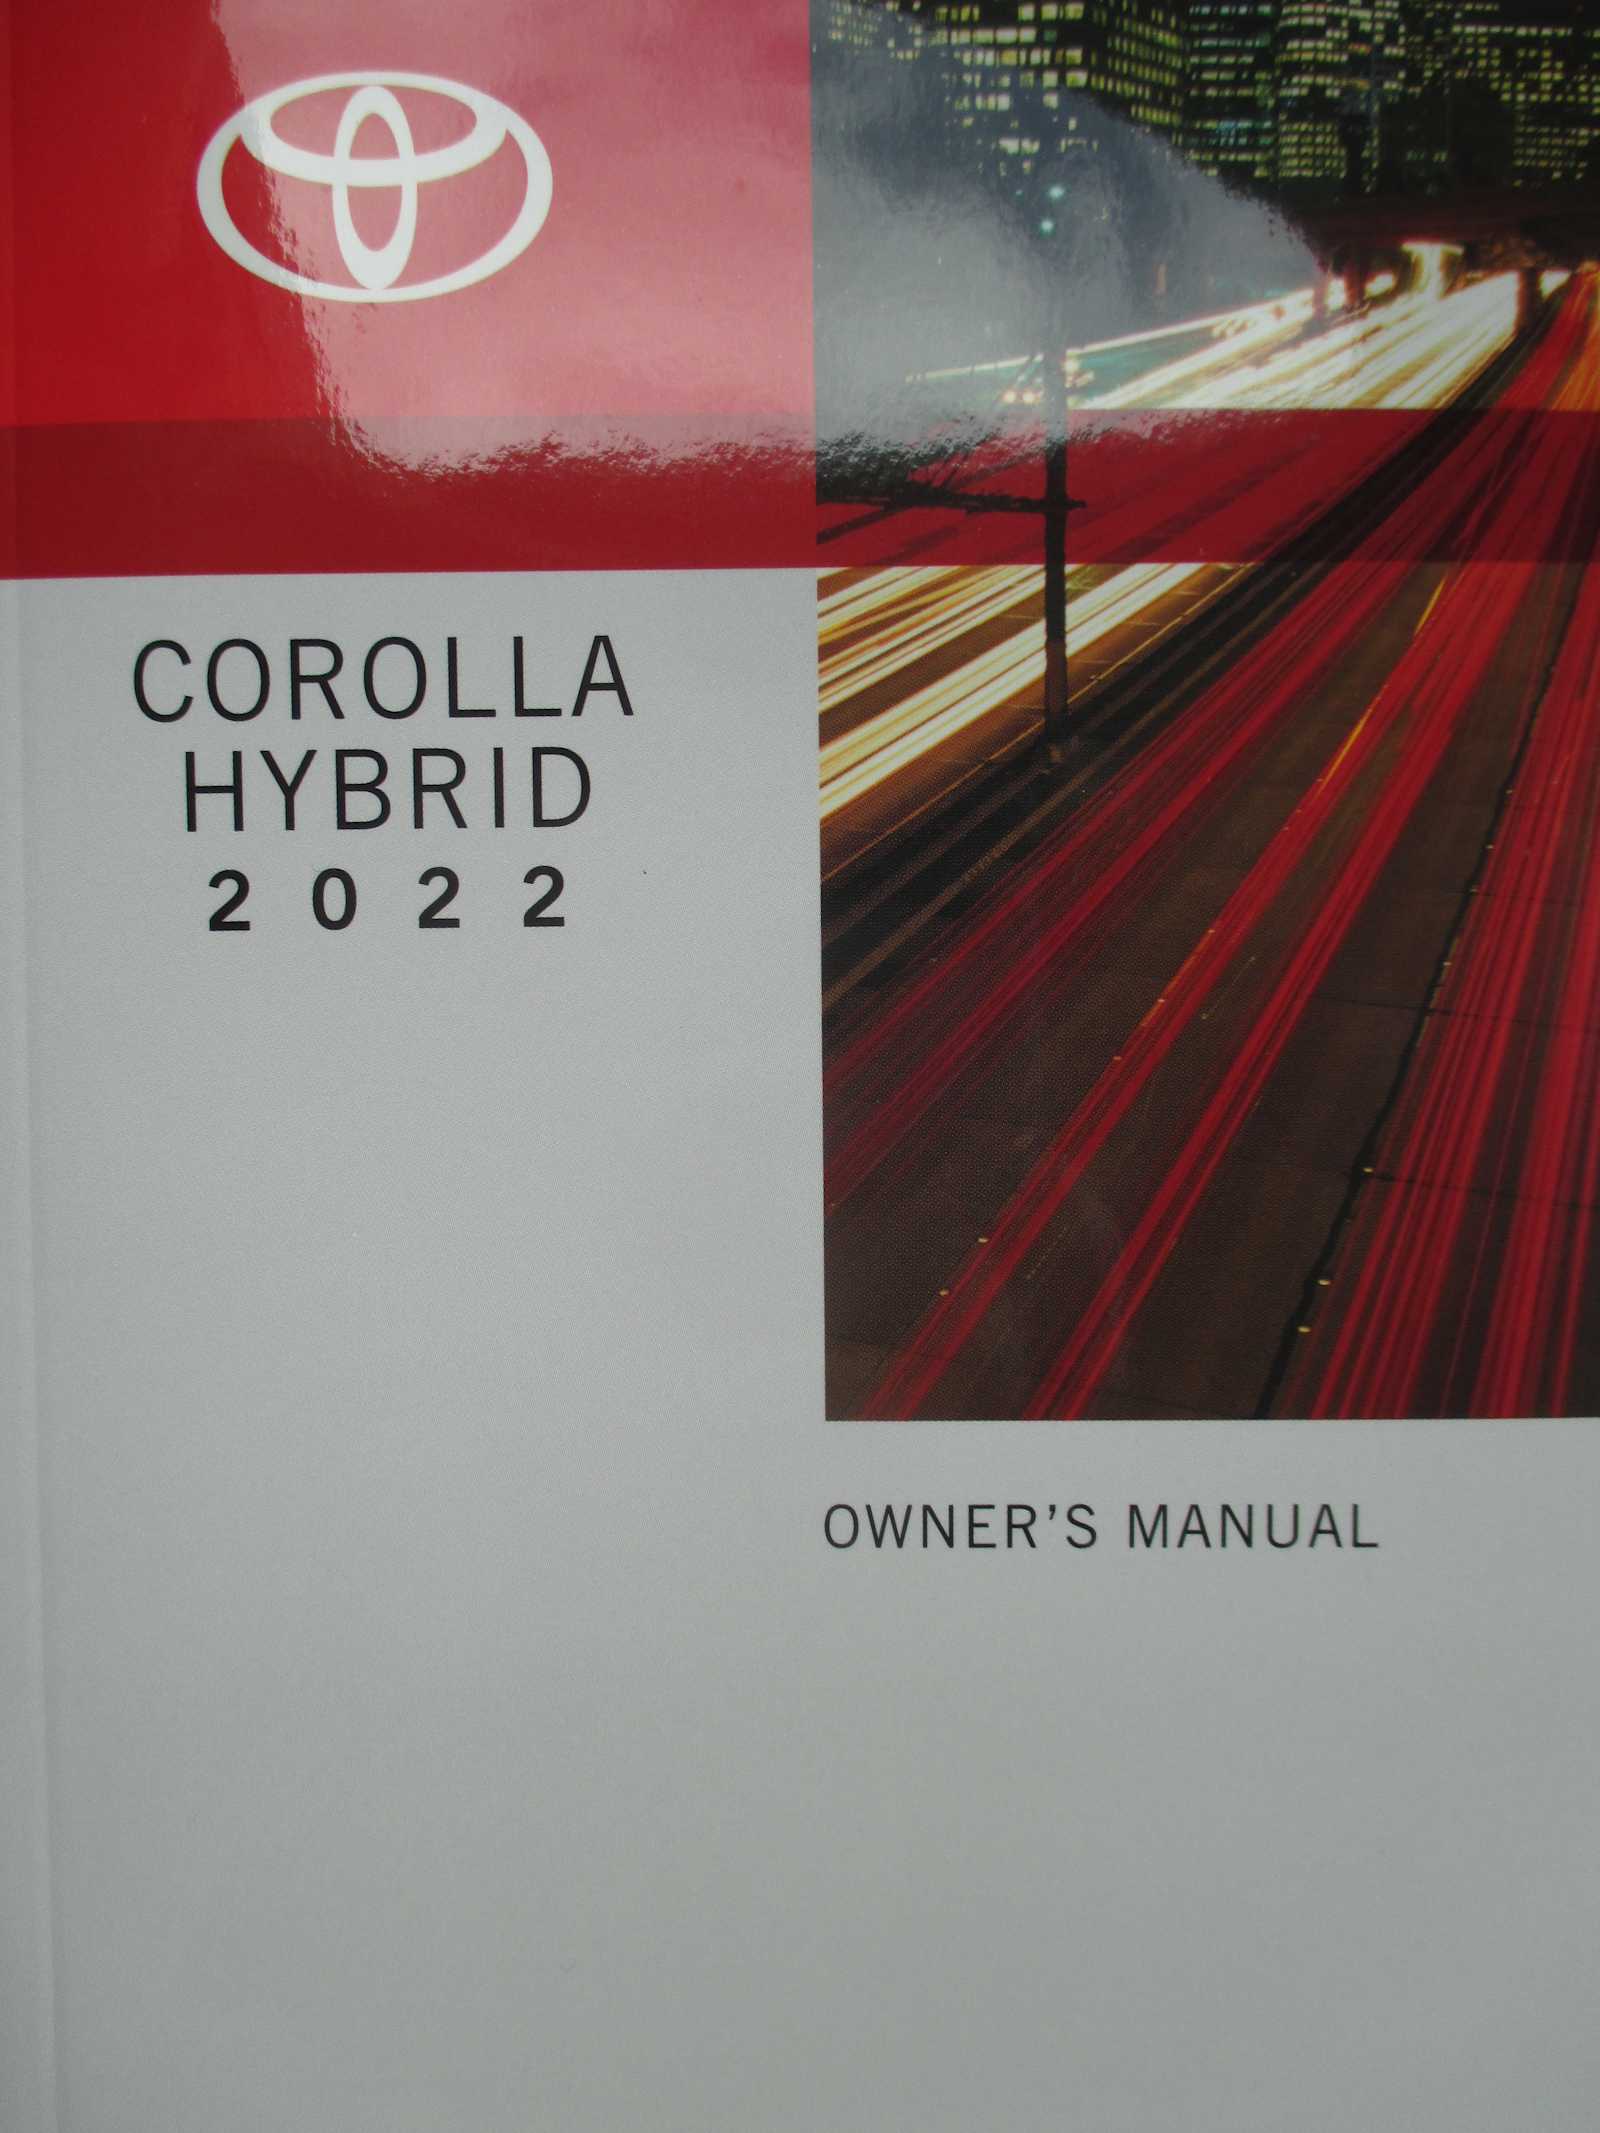 COROLLA
HYBRID
2022
OWNER'S MANUAL